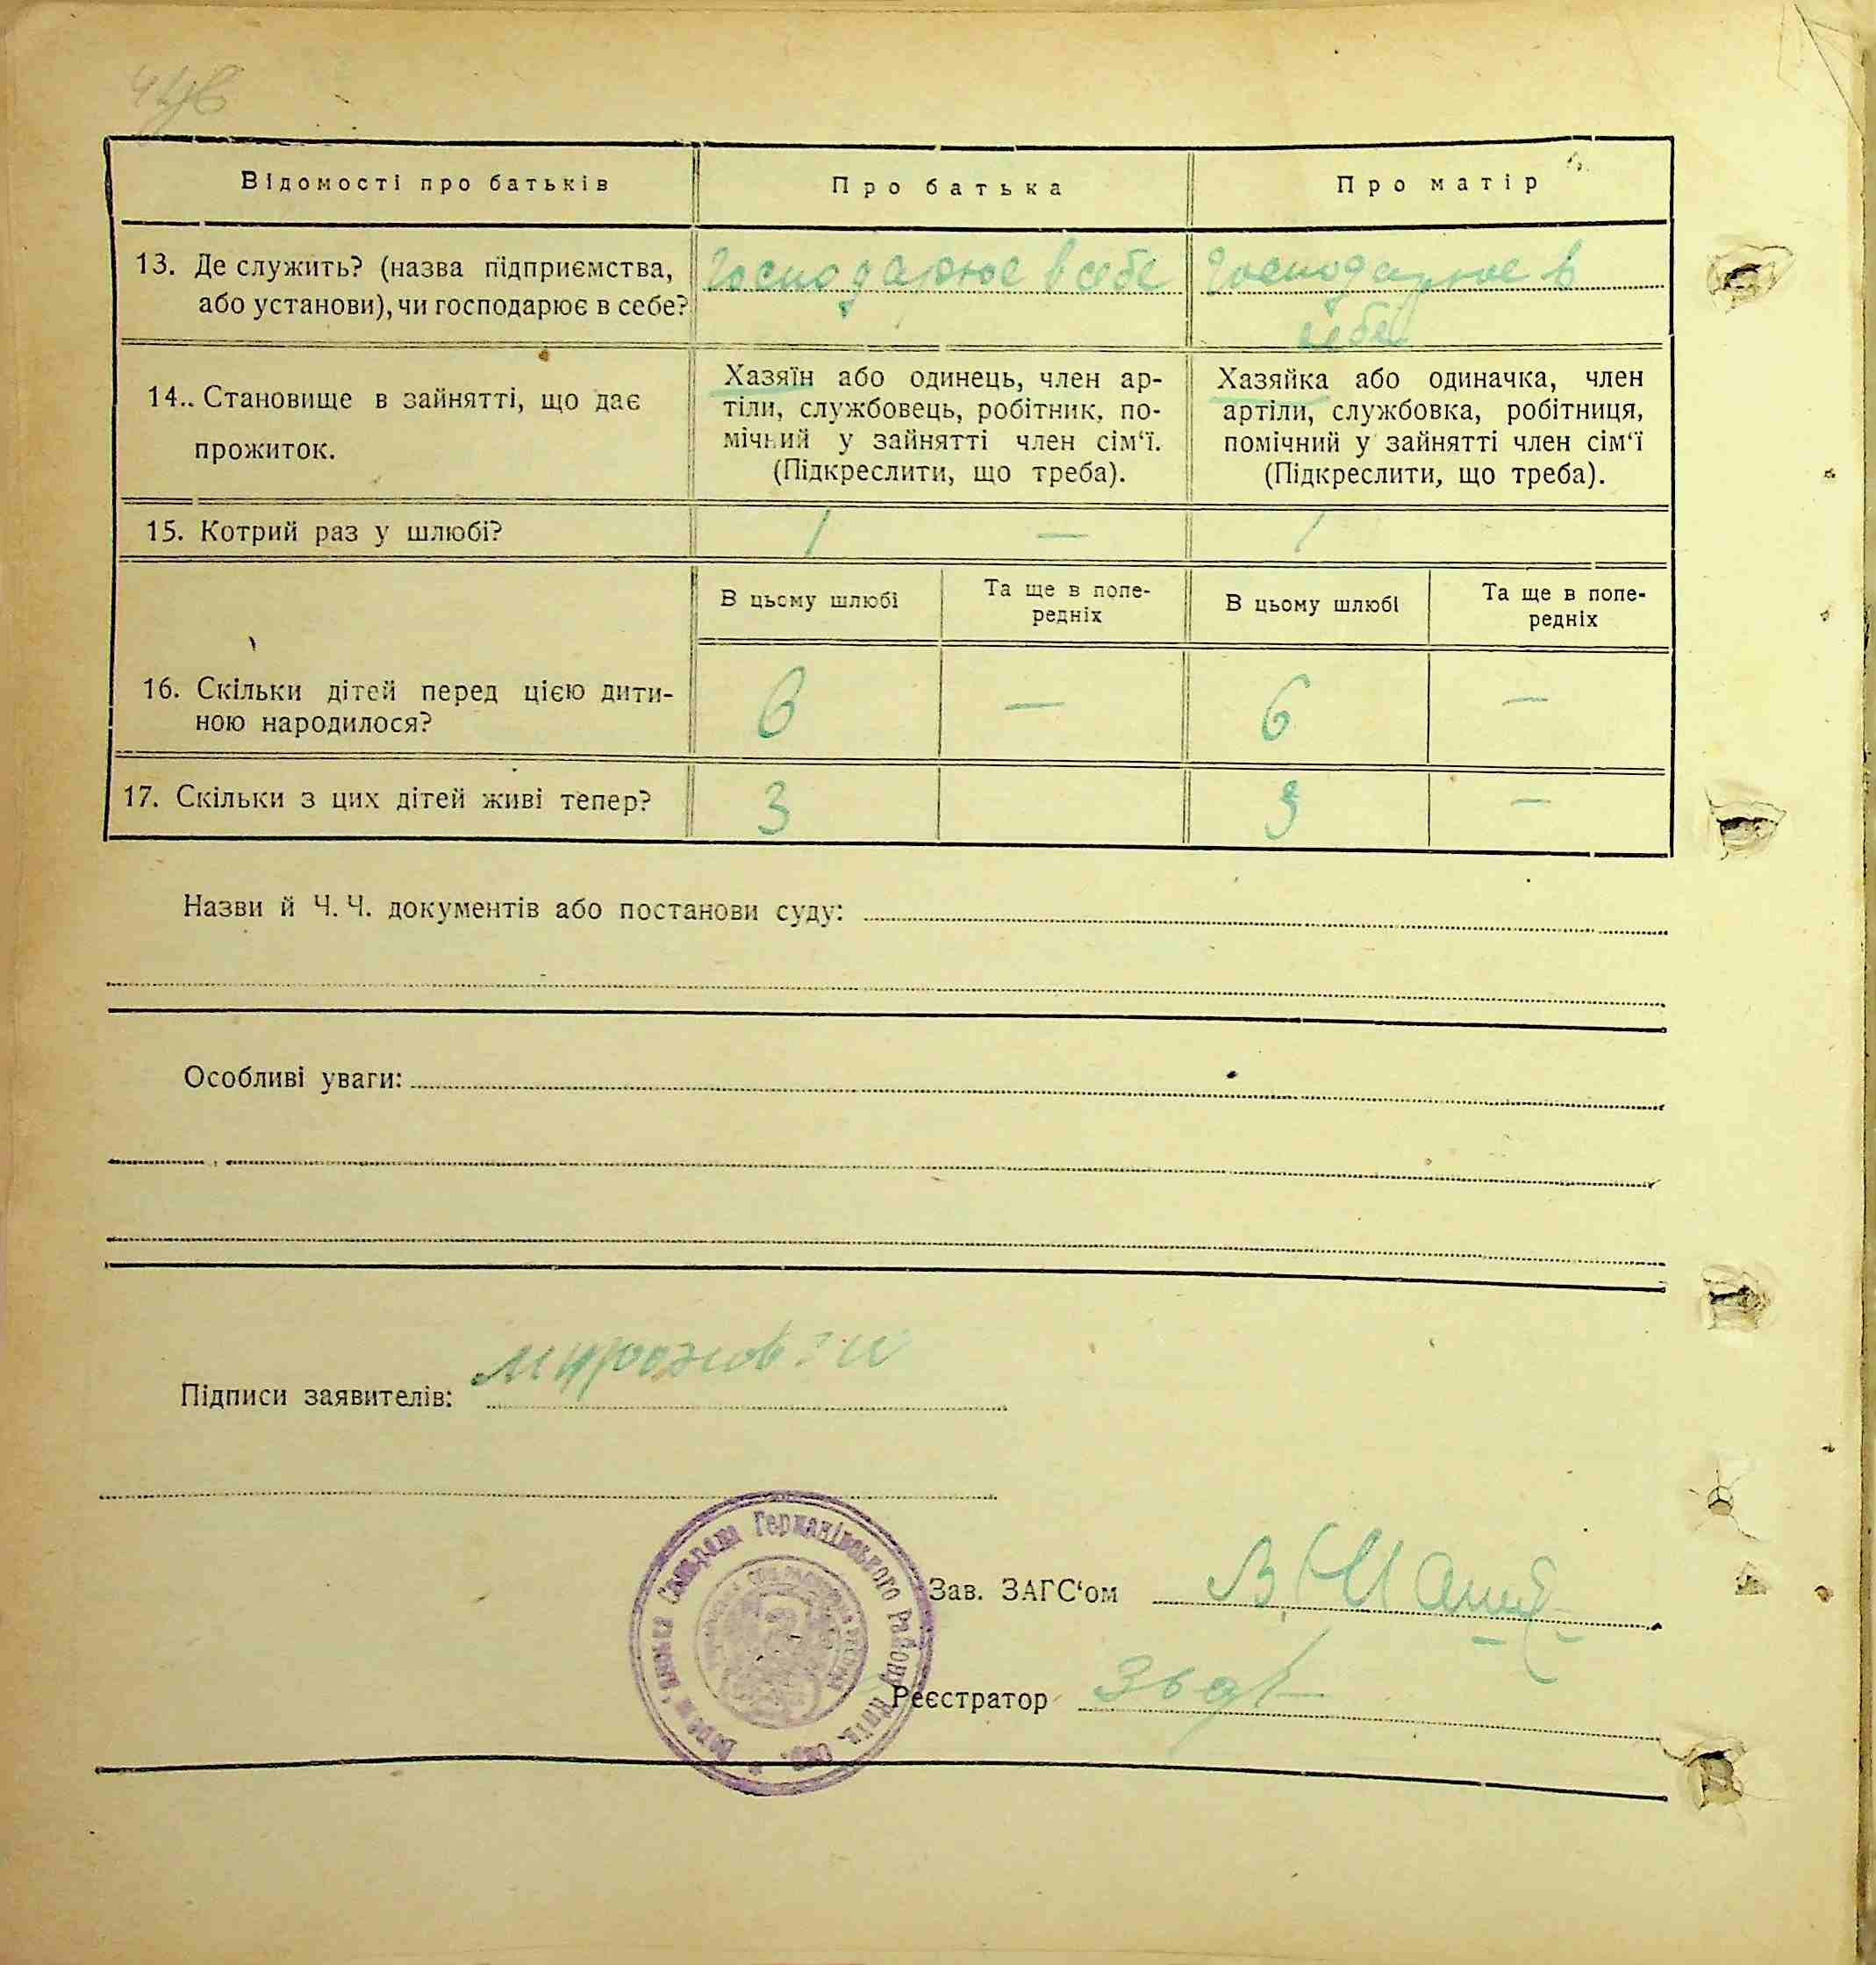 Відомості про батьків
Про батька
Про матір
13. Де служить? (назва підприємства,
або установи), чи господарює в себе?
Господарює в себе
Господарює в
себе
14. Становище в зайнятті, що дає
прожиток.
Хазяїн або одинець, член ар-
тіли, службовець, робітник, по-
мічний у зайнятті член сім‘ї.
(Підкреслити, що треба).
Хазяйка або одиначка, член
артіли, службовка, робітниця,
помічний у зайнятті член сім‘ї
(Підкреслити, що треба).
15. Котрий раз у шлюбі?
1 — 1
В цьому шлюбі
Та ще в попе-
редніх
В цьому шлюбі
Та ще в попе-
редніх
16. Скільки дітей перед цією дити-
ною народилося?
6 — 6 —
17. Скільки з цих дітей живі тепер?
3 3 —
Назви й Ч. Ч. документів або постанови суду:
Особливі уваги:
Підписи заявителів:
Сельрада Германівського Району Київ. Окр.
Зав. ЗАГС‘ом
Реєстратор